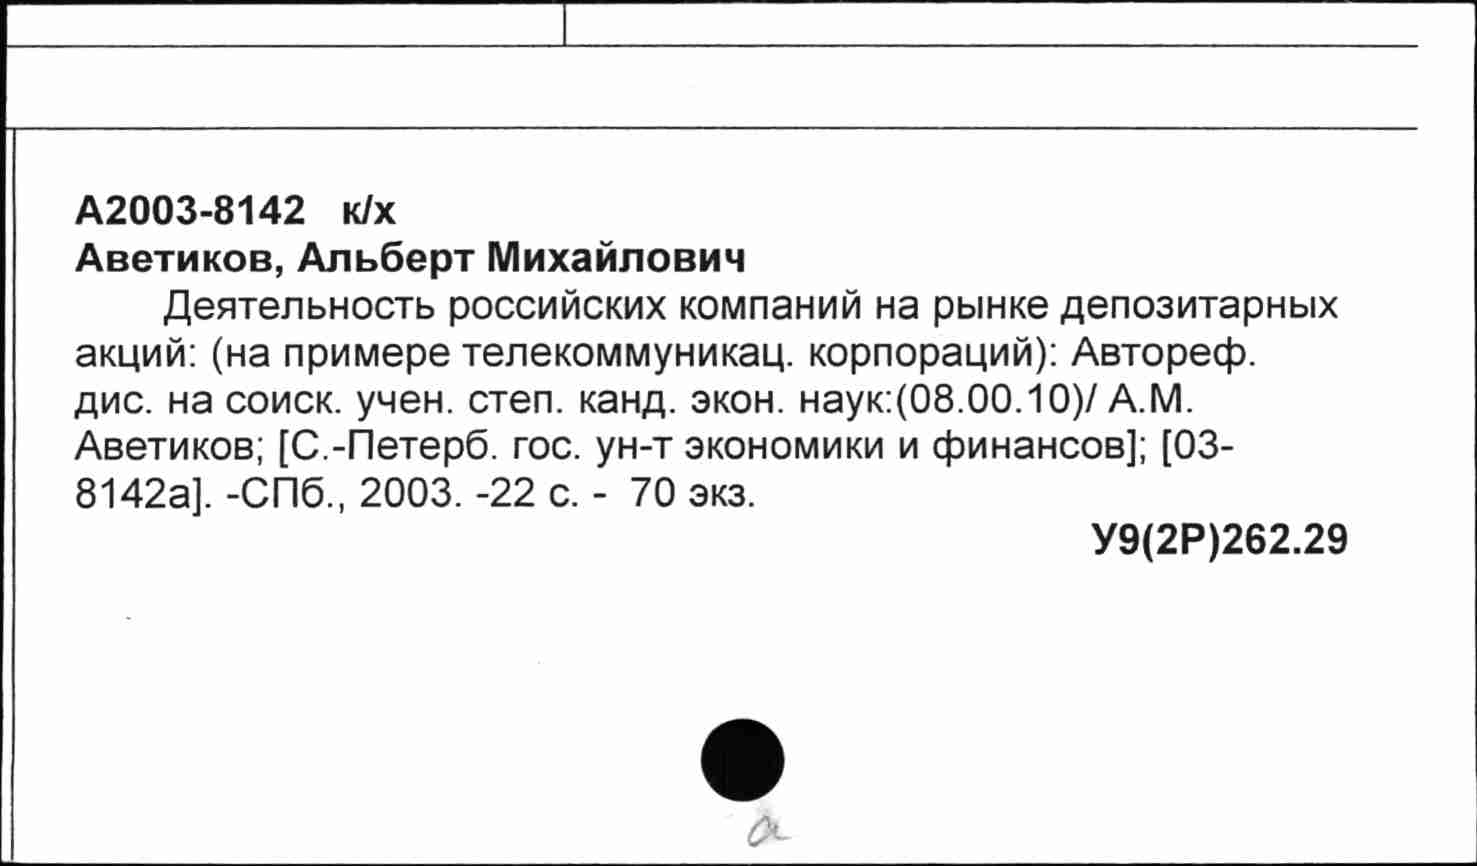 А2003-8142 к/х
Аветиков, Альберт Михайлович
Деятельность российских компаний на рынке депозитарных
акций: (на примере телекоммуникац. корпораций): Автореф.
дис. на соиск. учен. степ. канд. экон. наук:(08.00.10)/ А.М.
Аветиков; [С.-Петерб. гос. ун-т экономики и финансов]; [03-
8142а]. -СПб., 2003. -22 с. - 70 экз.
У9(2Р)262.29
а